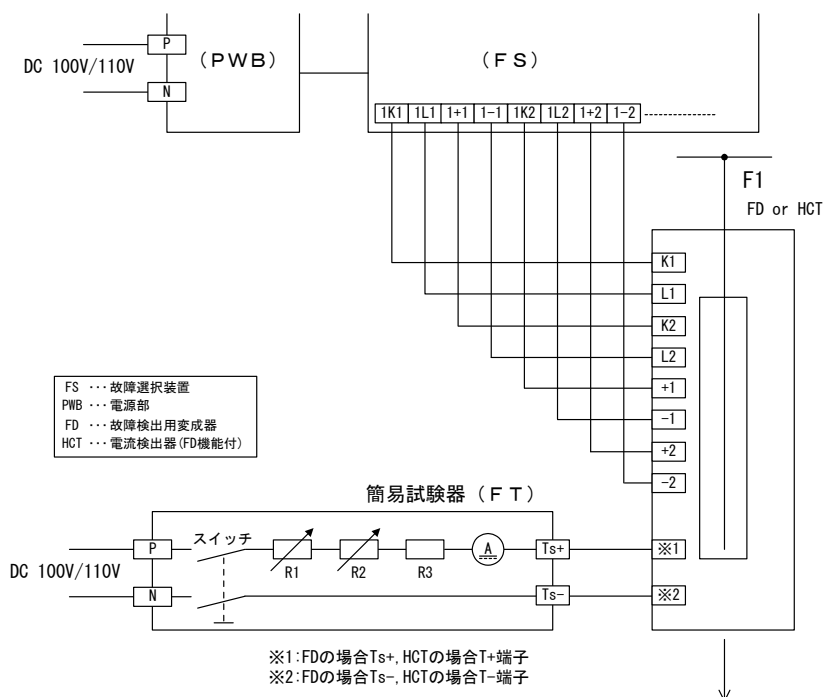 DC 100V/110V
P
N
(PWB)
(FS)
1K1 1L1 1+1 1-1 1K2 1L2 1+2 1-2
F1
FD or HCT
K1
L1
K2
L2
+1
-1
+2
-2
※1
※2
FS ・・・故障選択装置
PWB ・・・電源部
FD ・・・故障検出用変成器
HCT ・・・電流検出器(FD機能付)
簡易試験器(FT)
DC 100V/110V
P
N
スイッチ
R1
R2
R3
A
Ts+
Ts-
※1:FDの場合Ts+,HCTの場合T+端子
※2:FDの場合Ts-,HCTの場合T-端子